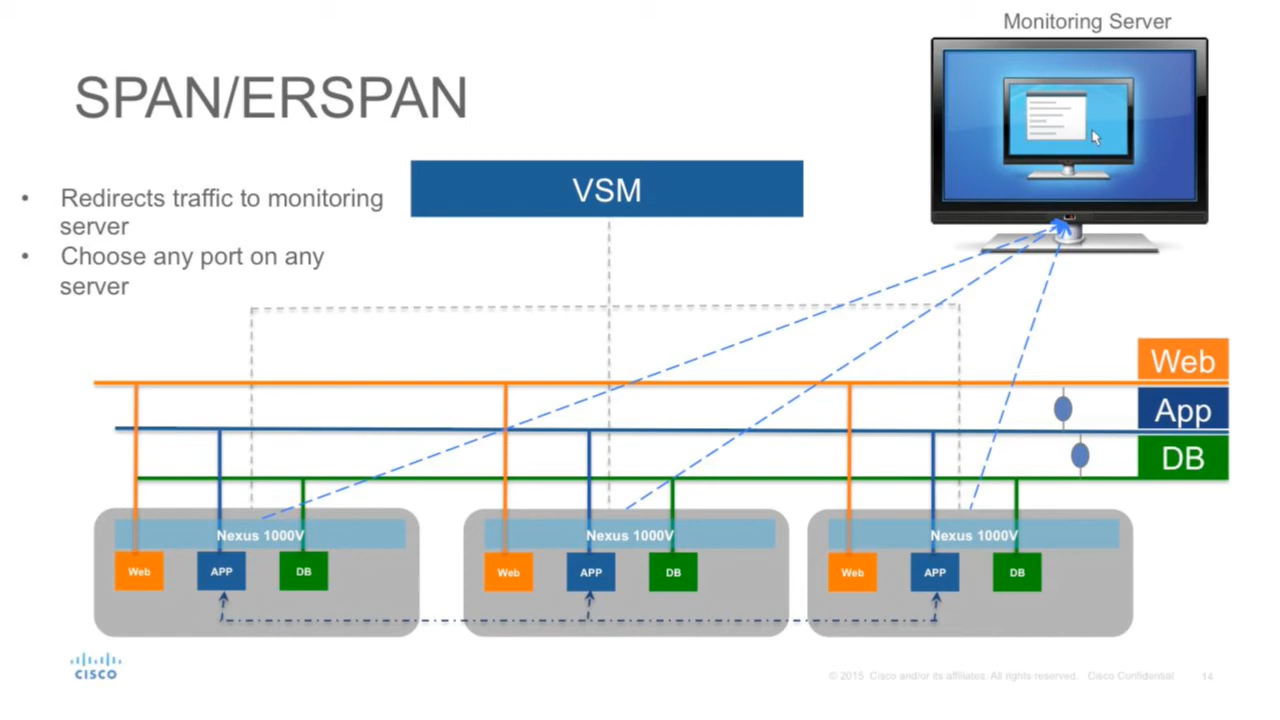 Monitoring Server
SPAN/ERSPAN
• Redirects traffic to monitoring
server
• Choose any port on any
server
VSM
Web
App
DB
Nexus 1000V
Web
APP
DB
Nexus 1000V
Web
APP
DB
Nexus 1000V
Web
APP
DB
CISCO
© 2015 Cisco and/or its affiliates. All rights reserved. Cisco Confidential
14